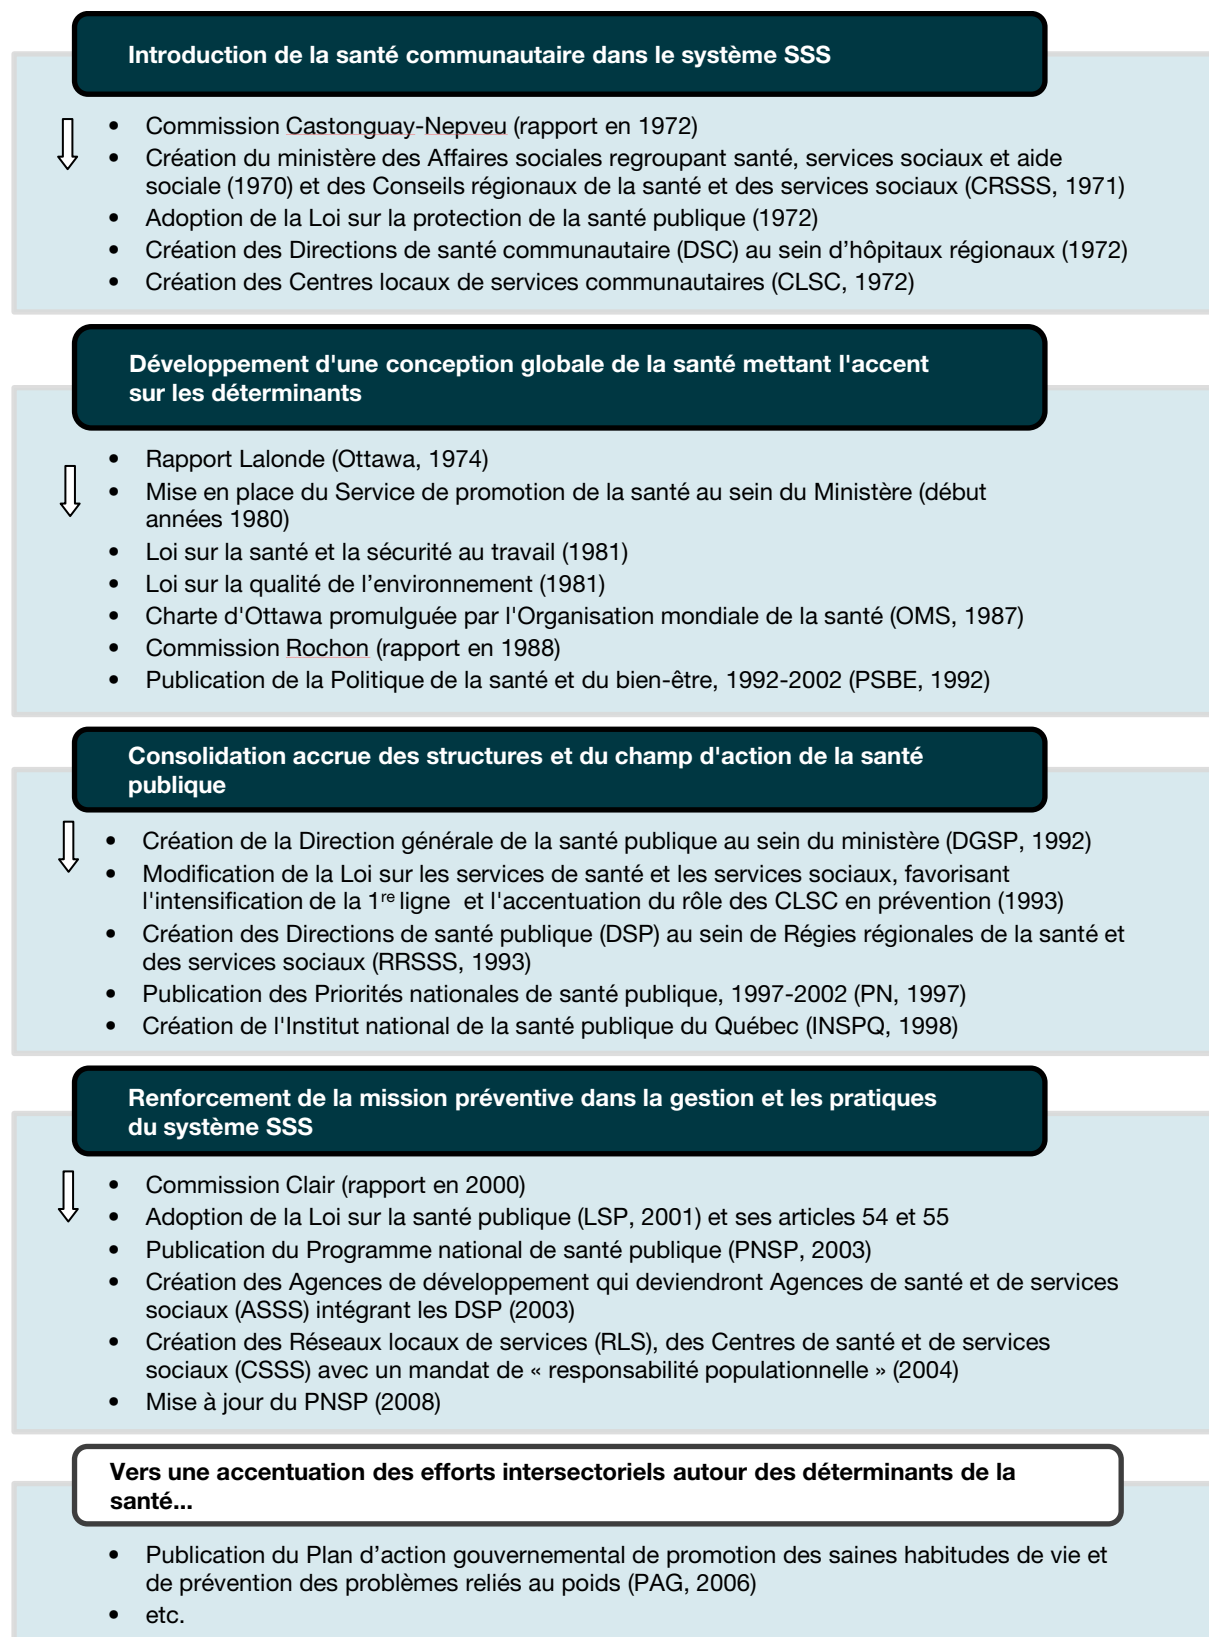 Introduction de la santé communautaire dans le système SSS
• Commission Castonguay-Nepveu (rapport en 1972)
• Création du ministère des Affaires sociales regroupant santé, services sociaux et aide
sociale (1970) et des Conseils régionaux de la santé et des services sociaux (CRSSS, 1971)
• Adoption de la Loi sur la protection de la santé publique (1972)
• Création des Directions de santé communautaire (DSC) au sein d’hôpitaux régionaux (1972)
• Création des Centres locaux de services communautaires (CLSC, 1972)
Développement d'une conception globale de la santé mettant l'accent
sur les déterminants
• Rapport Lalonde (Ottawa, 1974)
• Mise en place du Service de promotion de la santé au sein du Ministère (début
années 1980)
• Loi sur la santé et la sécurité au travail (1981)
• Loi sur la qualité de l’environnement (1981)
• Charte d'Ottawa promulguée par l'Organisation mondiale de la santé (OMS, 1987)
• Commission Rochon (rapport en 1988)
• Publication de la Politique de la santé et du bien-être, 1992-2002 (PSBE, 1992)
Consolidation accrue des structures et du champ d'action de la santé
publique
• Création de la Direction générale de la santé publique au sein du ministère (DGSP, 1992)
• Modification de la Loi sur les services de santé et les services sociaux, favorisant
l'intensification de la 1re ligne et l'accentuation du rôle des CLSC en prévention (1993)
• Création des Directions de santé publique (DSP) au sein de Régies régionales de la santé et
des services sociaux (RRSSS, 1993)
• Publication des Priorités nationales de santé publique, 1997-2002 (PN, 1997)
• Création de l'Institut national de la santé publique du Québec (INSPQ, 1998)
Renforcement de la mission préventive dans la gestion et les pratiques
du système SSS
• Commission Clair (rapport en 2000)
• Adoption de la Loi sur la santé publique (LSP, 2001) et ses articles 54 et 55
• Publication du Programme national de santé publique (PNSP, 2003)
• Création des Agences de développement qui deviendront Agences de santé et de services
sociaux (ASSS) intégrant les DSP (2003)
• Création des Réseaux locaux de services (RLS), des Centres de santé et de services
sociaux (CSSS) avec un mandat de « responsabilité populationnelle » (2004)
• Mise à jour du PNSP (2008)
Vers une accentuation des efforts intersectoriels autour des déterminants de la
santé...
• Publication du Plan d’action gouvernemental de promotion des saines habitudes de vie et
de prévention des problèmes reliés au poids (PAG, 2006)
• etc.